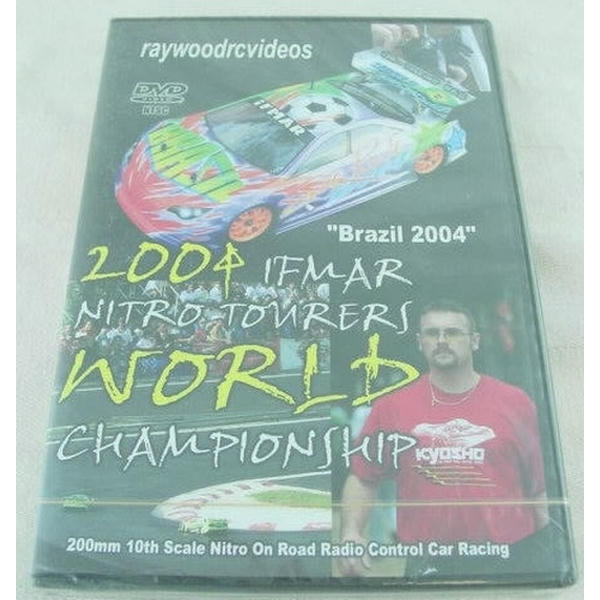 raywoodrcvideos
DVD
NTSC
iFMAR
"Brazil 2004"
2004 IFMAR
NITRO TOURERS
WORLD
CHAMPIONSHIP
KYOSHO
200mm 10th Scale Nitro On Road Radio Control Car Racing